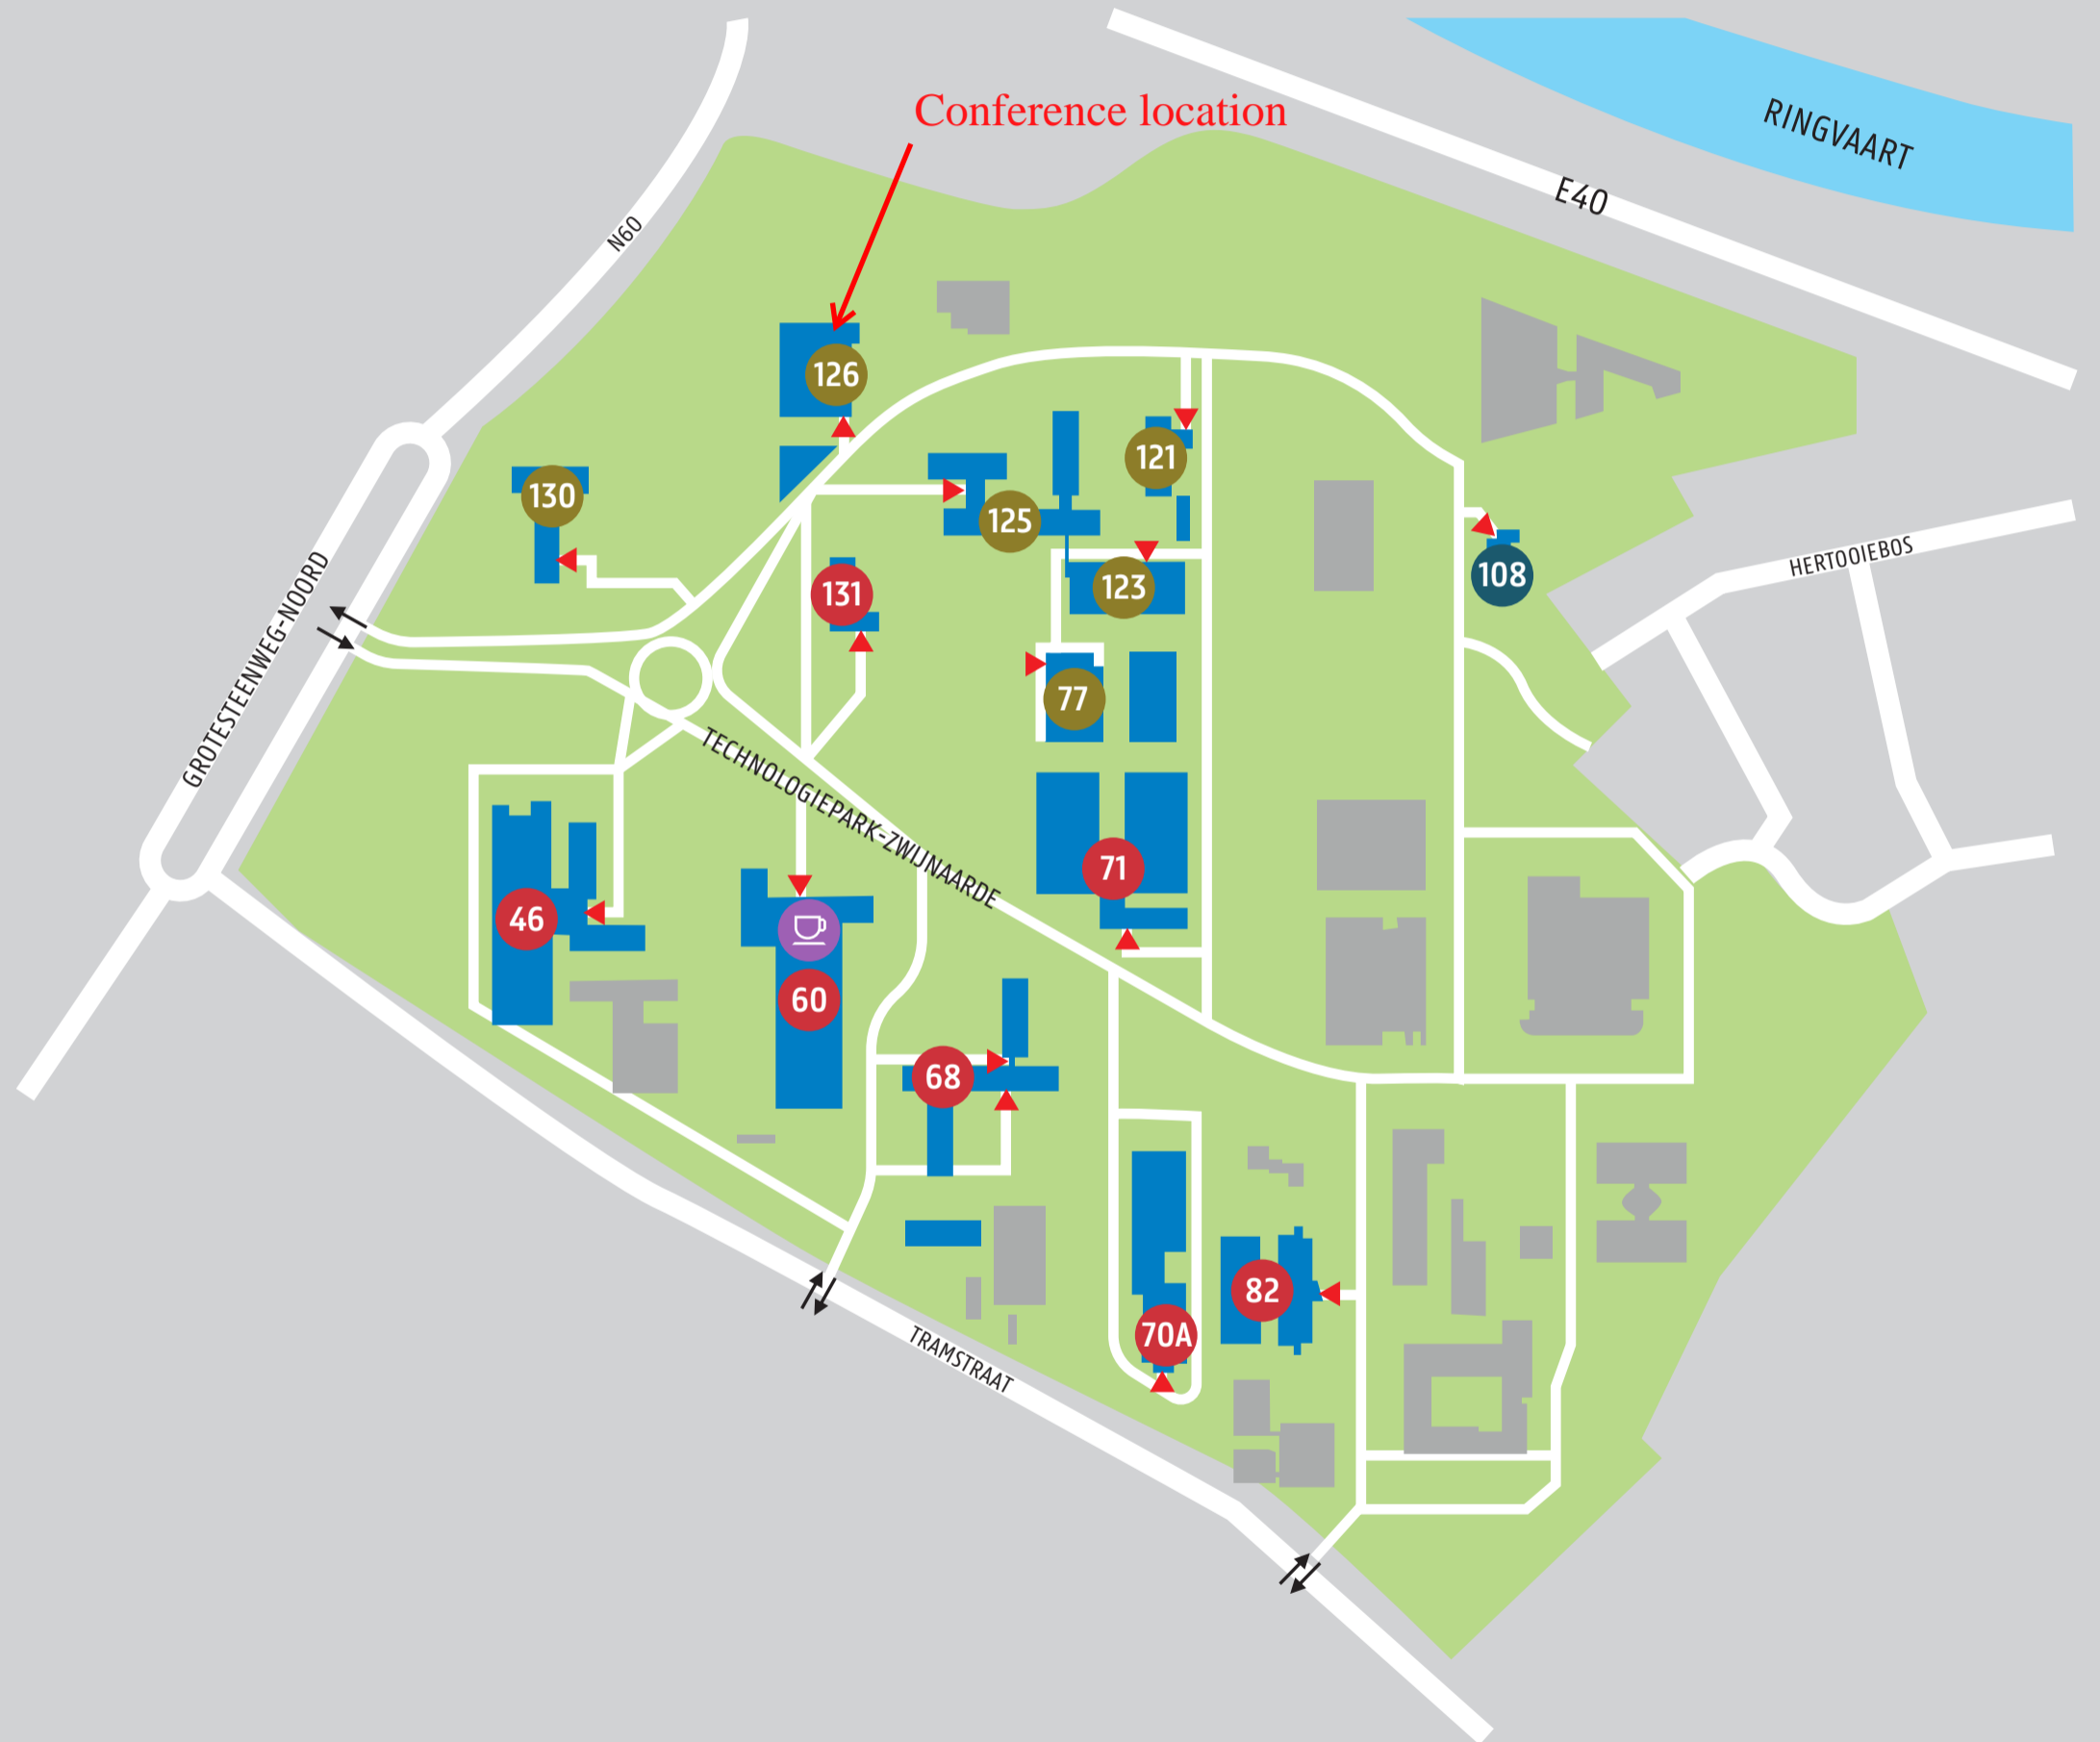 Conference location
RINGVAART
E40
N60
126
121
130
125
HERTOOIEBOS
108
123
131
GROTESTEENWEG-NOORD
77
TECHNOLOGIEPARK-ZWIJNAARDE
71
46
60
68
82
70A
TRAMSTRAAT